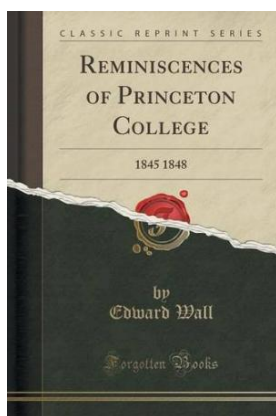 CLASSIC REPRINT SERIES
REMINISCENCES
OF PRINCETON
COLLEGE
1845 1848
by
Edward Wall
Forgotten Books